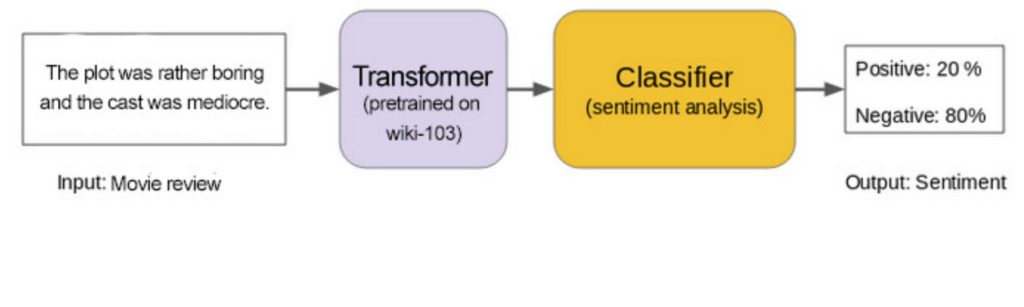 The plot was rather boring
and the cast was mediocre.
Input: Movie review
Transformer
(pretrained on
wiki-103)
Classifier
(sentiment analysis)
Positive: 20 %
Negative: 80%
Output: Sentiment